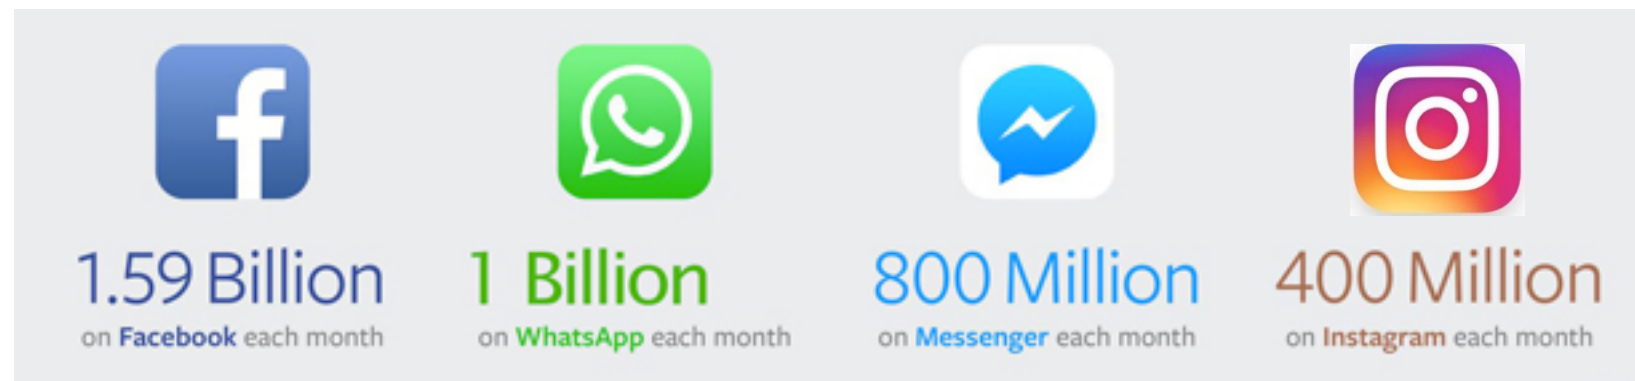 1.59 Billion
on Facebook each month
1 Billion
on WhatsApp each month
800 Million
on Messenger each month
400 Million
on Instagram each month